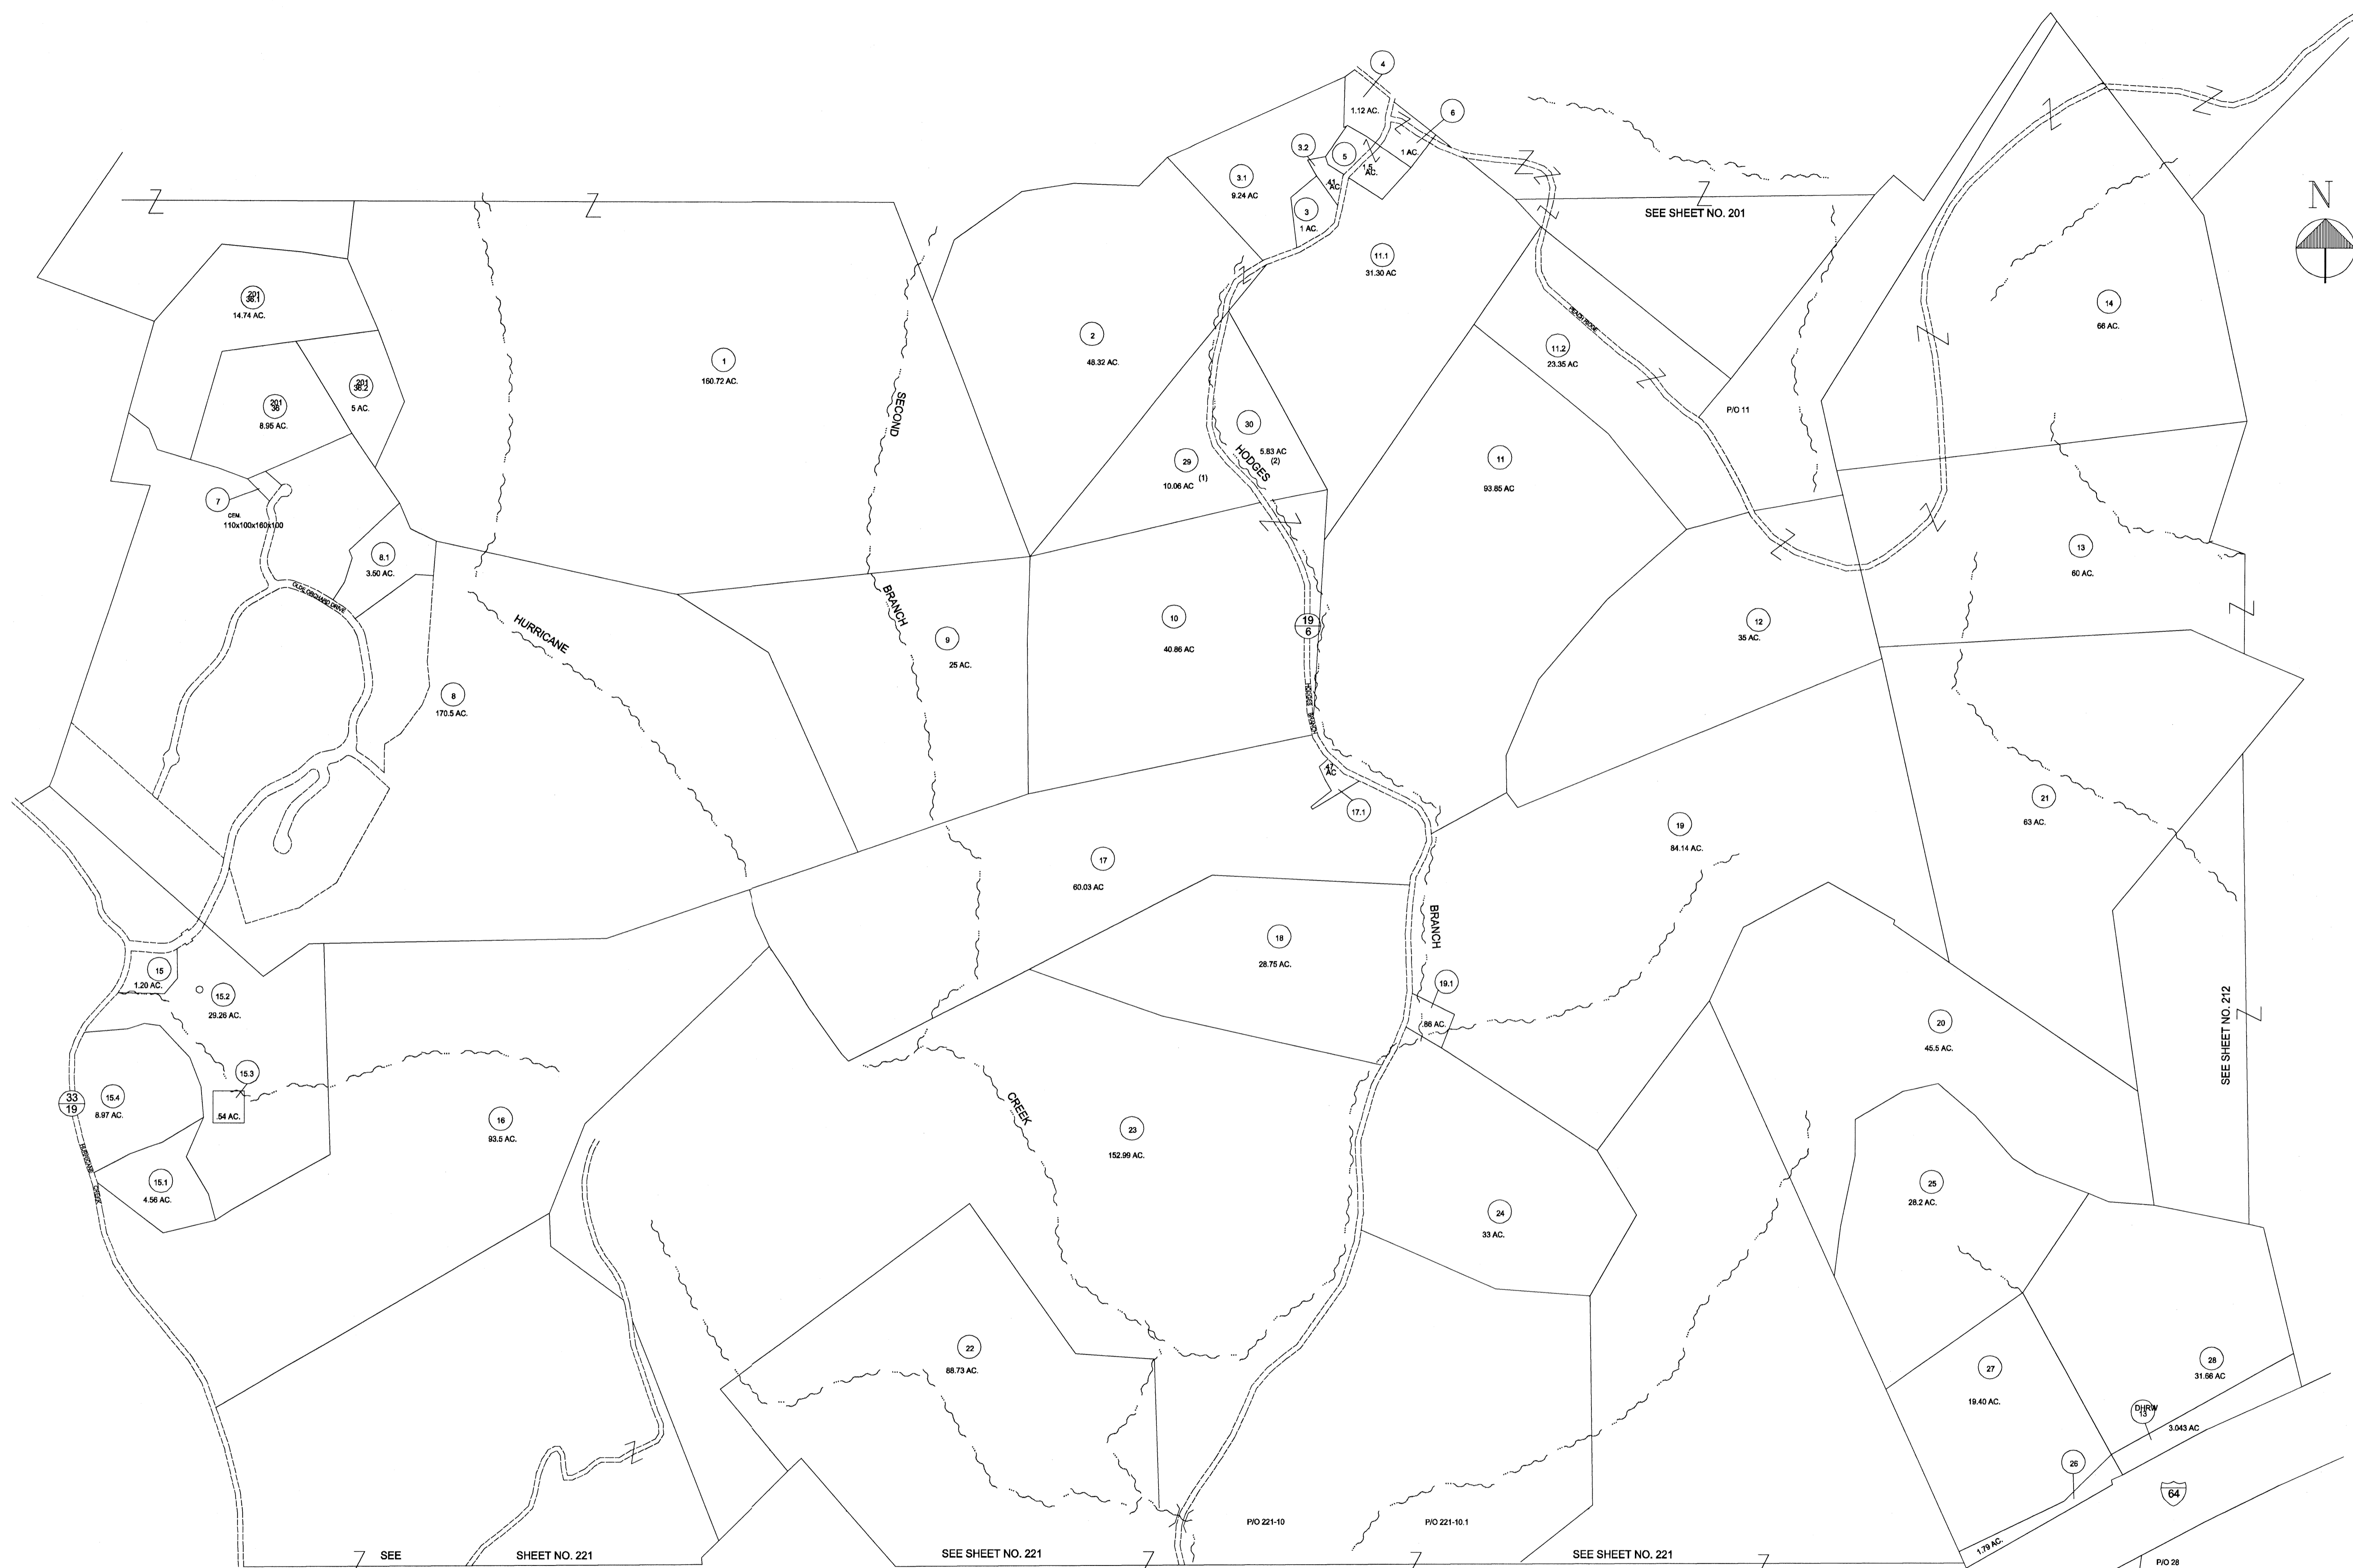 4
1.12 AC.
6
1 AC.
3.2
5
1.5
AC.
.41
AC.
3.1
9.24 AC
3
1 AC.
SEE SHEET NO. 201
N
11.1
31.30 AC
201
36.1
14.74 AC.
14
66 AC.
PEACH RIDGE
2
48.32 AC.
11.2
23.35 AC
1
160.72 AC.
201
36.2
5 AC.
201
36
8.95 AC.
SECOND
P/O 11
30
5.83 AC
(2)
HODGES
29
(1)
10.06 AC
11
93.85 AC
7
CEM.
110x100x160x100
8.1
3.50 AC.
13
60 AC.
OLDE ORCHARD DRIVE
BRANCH
HURRICANE
10
40.86 AC
19
6
12
35 AC.
9
25 AC.
8
170.5 AC.
HODGES BRANCH
.47
AC
17.1
21
63 AC.
19
84.14 AC.
17
60.03 AC
BRANCH
18
28.75 AC.
15
1.20 AC.
15.2
29.26 AC.
19.1
.86 AC.
20
45.5 AC.
SEE SHEET NO. 212
15.3
.54 AC.
15.4
8.97 AC.
33
19
CREEK
16
93.5 AC.
23
152.99 AC.
HURRICANE
CREEK
15.1
4.56 AC.
25
28.2 AC.
24
33 AC.
22
88.73 AC.
28
31.66 AC
27
19.40 AC.
DHRW
13
3.043 AC
26
64
1.79 AC.
P/O 221-10
P/O 221-10.1
SEE
SHEET NO. 221
SEE SHEET NO. 221
SEE SHEET NO. 221
P/O 28